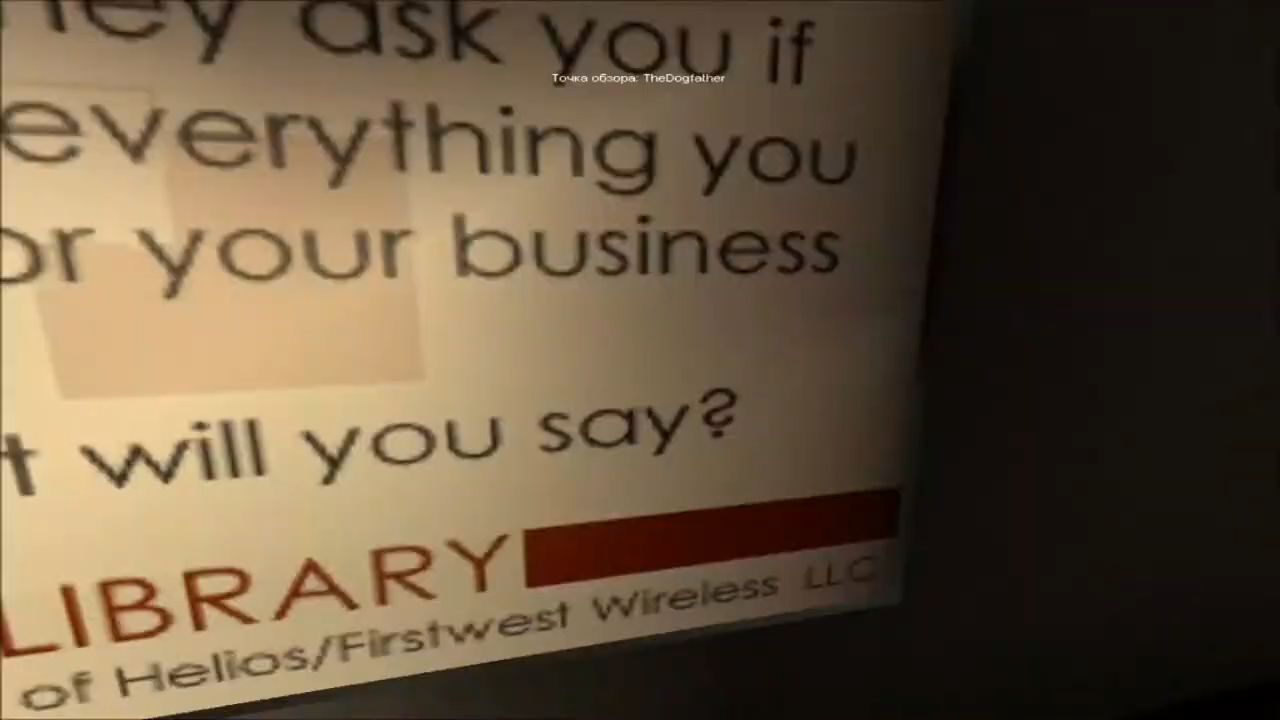 hey ask you if
Точка обзора: TheDogfather
everything you
or your business
t will you say?
LIBRARY
of Helios/Firstwest Wireless LLC